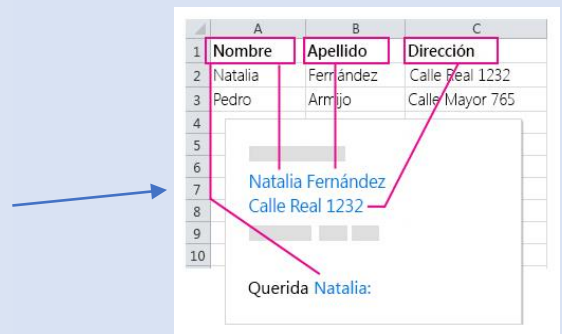 A B C
1 Nombre Apellido Dirección
2 Natalia Fernández Calle Real 1232
3 Pedro Armijo Calle Mayor 765
4
5
6
7
8
9
10
Natalia Fernández
Calle Real 1232
Querida Natalia: